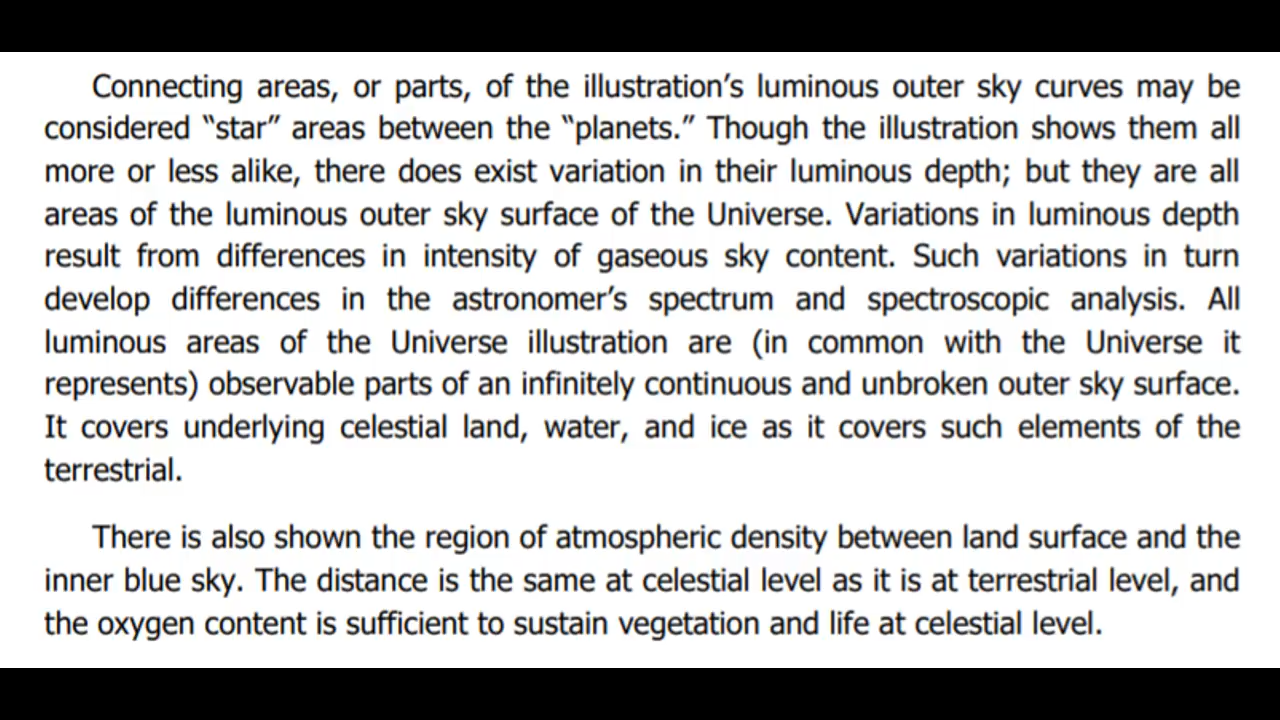 Connecting areas, or parts, of the illustration’s luminous outer sky curves may be
considered “star” areas between the “planets.” Though the illustration shows them all
more or less alike, there does exist variation in their luminous depth; but they are all
areas of the luminous outer sky surface of the Universe. Variations in luminous depth
result from differences in intensity of gaseous sky content. Such variations in turn
develop differences in the astronomer’s spectrum and spectroscopic analysis. All
luminous areas of the Universe illustration are (in common with the Universe it
represents) observable parts of an infinitely continuous and unbroken outer sky surface.
It covers underlying celestial land, water, and ice as it covers such elements of the
terrestrial.
There is also shown the region of atmospheric density between land surface and the
inner blue sky. The distance is the same at celestial level as it is at terrestrial level, and
the oxygen content is sufficient to sustain vegetation and life at celestial level.